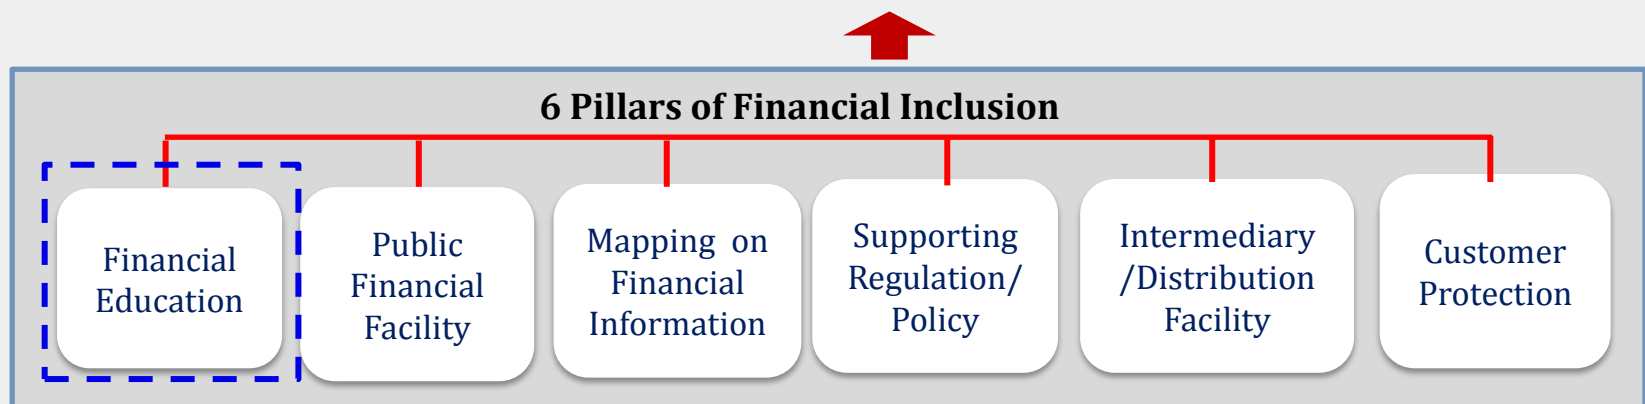 6 Pillars of Financial Inclusion
Financial
Education
Public
Financial
Facility
Mapping on
Financial
Information
Supporting
Regulation/
Policy
Intermediary
/Distribution
Facility
Customer
Protection